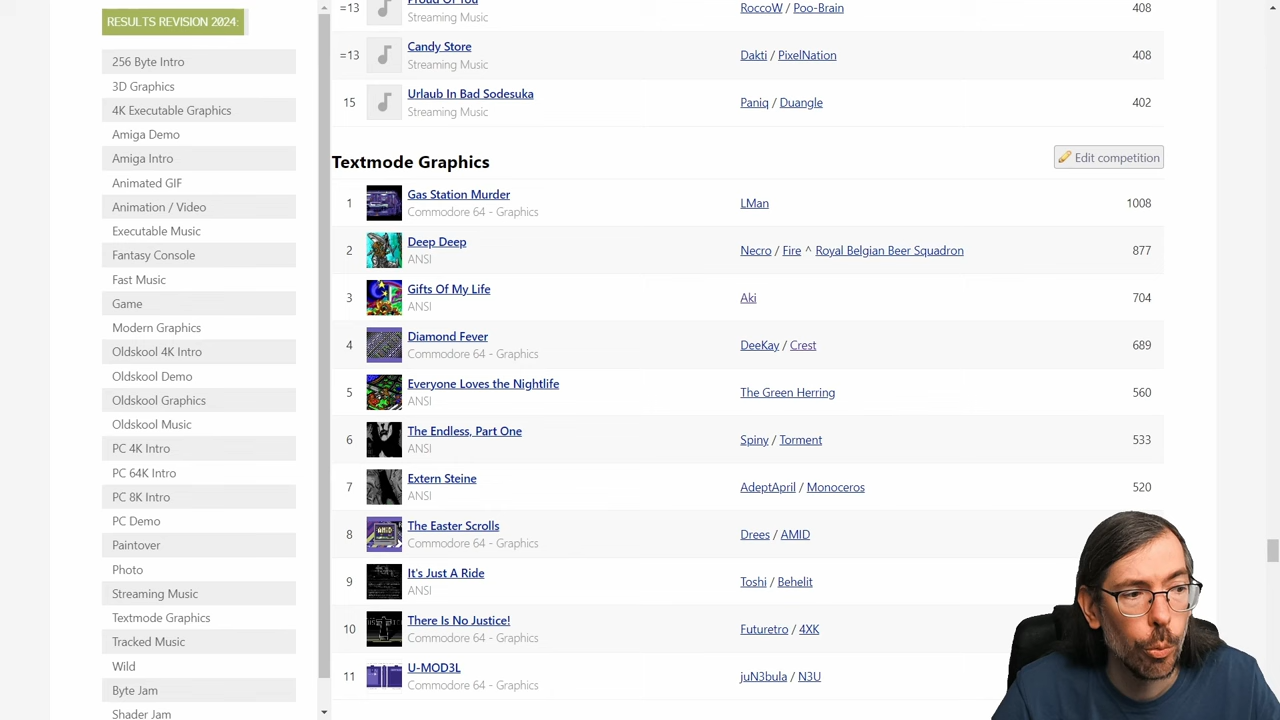 RESULTS REVISION 2024:
256 Byte Intro
3D Graphics
4K Executable Graphics
Amiga Demo
Amiga Intro
Animated GIF
Animation / Video
Executable Music
Fantasy Console
Fast Music
Game
Modern Graphics
Oldskool 4K Intro
Oldskool Demo
Oldskool Graphics
Oldskool Music
PC 4K Intro
PC 64K Intro
PC 8K Intro
PC Demo
Paintover
Photo
Streaming Music
Textmode Graphics
Tracked Music
Wild
Byte Jam
Shader Jam
=13 Proud Of You RoccoW / Poo-Brain 408
Streaming Music
=13 Candy Store Dakti / PixelNation 408
Streaming Music
15 Urlaub In Bad Sodesuka Paniq / Duangle 402
Streaming Music
Textmode Graphics Edit competition
1 Gas Station Murder LMan 1008
Commodore 64 - Graphics
2 Deep Deep Necro / Fire ^ Royal Belgian Beer Squadron 877
ANSI
3 Gifts Of My Life Aki 704
ANSI
4 Diamond Fever DeeKay / Crest 689
Commodore 64 - Graphics
5 Everyone Loves the Nightlife The Green Herring 560
ANSI
6 The Endless, Part One Spiny / Torment 533
ANSI
7 Extern Steine AdeptApril / Monoceros 520
ANSI
8 The Easter Scrolls Drees / AMID
Commodore 64 - Graphics
9 It's Just A Ride Toshi /
ANSI
10 There Is No Justice! Futuretro / 4XK
Commodore 64 - Graphics
11 U-MOD3L juN3bula / N3U
Commodore 64 - Graphics